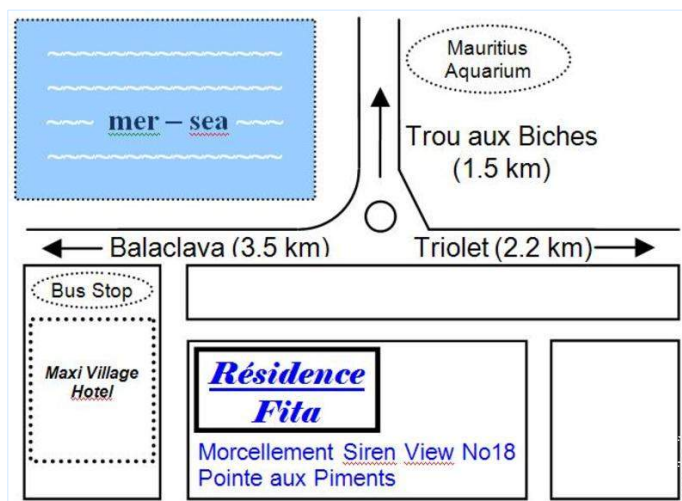 Mauritius
Aquarium
mer – sea
Trou aux Biches
(1.5 km)
Balaclava (3.5 km)
Triolet (2.2 km)
Bus Stop
Maxi Village
Hotel
Résidence
Fita
Morcellement Siren View No18
Pointe aux Piments